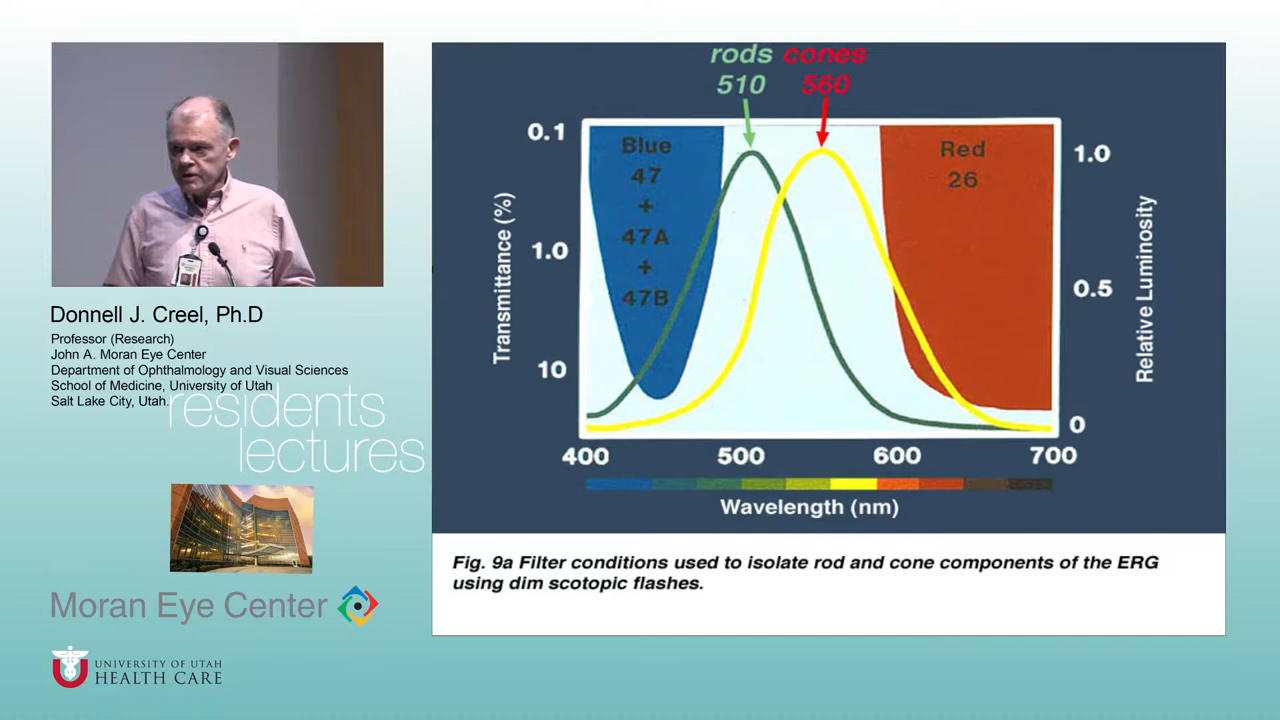 Donnell J. Creel, Ph.D
Professor (Research)
John A. Moran Eye Center
Department of Ophthalmology and Visual Sciences
School of Medicine, University of Utah
Salt Lake City, Utah.
residents
lectures
Moran Eye Center
UNIVERSITY OF UTAH
HEALTH CARE
rods cones
510 560
0.1
1.0
10
Transmittance (%)
Blue
47
+
47A
+
47B
Red
26
1.0
0.5
0
Relative Luminosity
400 500 600 700
Wavelength (nm)
Fig. 9a Filter conditions used to isolate rod and cone components of the ERG
using dim scotopic flashes.